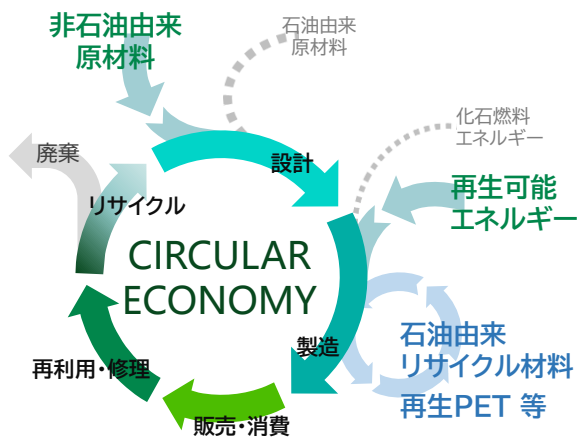 非石油由来
原材料
石油由来
原材料
化石燃料
エネルギー
廃棄
設計
再生可能
エネルギー
リサイクル
CIRCULAR
ECONOMY
製造
石油由来
リサイクル材料
再生PET 等
再利用・修理
販売・消費